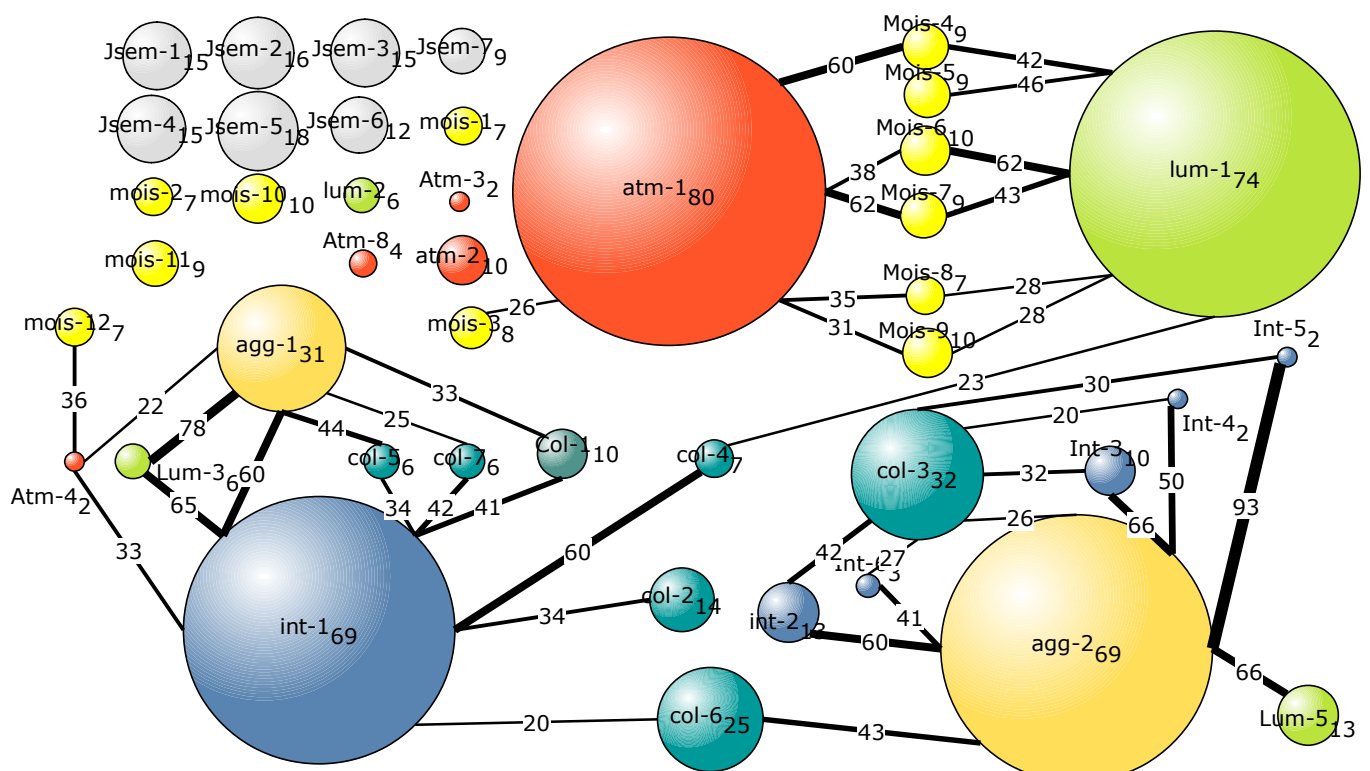 Jsem-1 15
Jsem-2 16
Jsem-3 15
Jsem-7 9
Jsem-4 15
Jsem-5 18
Jsem-6 12
mois-1 7
mois-2 7
mois-10 10
lum-2 6
Atm-3 2
mois-11 9
Atm-8 4
atm-2 10
atm-1 80
lum-1 74
Mois-4 9
Mois-5 9
Mois-6 10
Mois-7 9
Mois-8 7
Mois-9 10
60
42
46
38
62
62
43
35
28
31
28
26
mois-3 8
mois-12 7
agg-1 31
36
22
78
33
25
44
23
30
20
Int-5 2
Int-4 2
Int-3 10
Atm-4 2
Lum-3 6
60
col-5 6
col-7 6
Col-1 10
col-4 7
col-3 32
32
50
93
65
34
42
41
66
26
33
60
42
27
int-1 69
34
col-2 14
int-2 13
41
60
agg-2 69
66
Lum-5 13
20
col-6 25
43